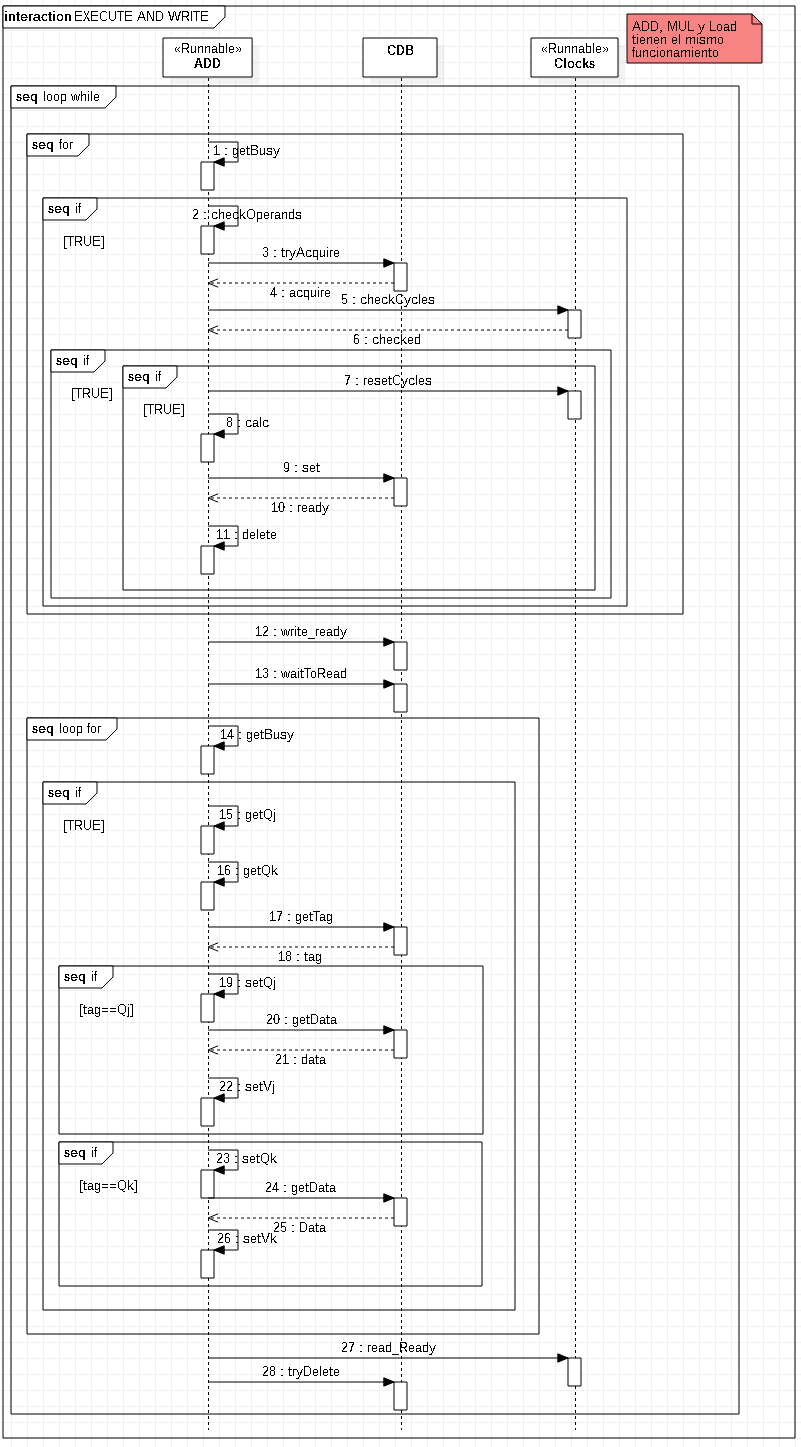 interaction EXECUTE AND WRITE
ADD, MUL y Load
tienen el mismo
funcionamiento
«Runnable»
ADD
CDB
«Runnable»
Clocks
seq loop while
seq for
1 : getBusy
seq if
[TRUE]
2 : checkOperands
3 : tryAcquire
4 : acquire
5 : checkCycles
6 : checked
seq if
[TRUE]
seq if
[TRUE]
7 : resetCycles
8 : calc
9 : set
10 : ready
11 : delete
12 : write_ready
13 : waitToRead
seq loop for
14 : getBusy
seq if
[TRUE]
15 : getQj
16 : getQk
17 : getTag
18 : tag
seq if
[tag==Qj]
19 : setQj
20 : getData
21 : data
22 : setVj
seq if
[tag==Qk]
23 : setQk
24 : getData
25 : Data
26 : setVk
27 : read_Ready
28 : tryDelete